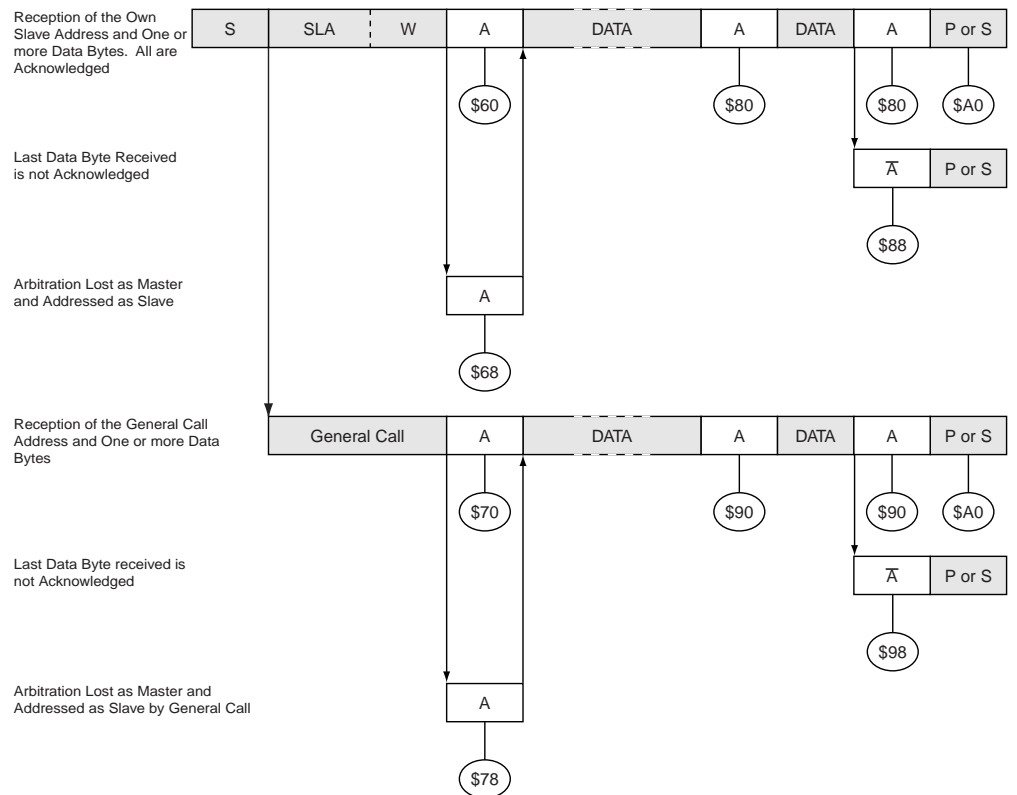 Reception of the Own
Slave Address and One or
more Data Bytes. All are
Acknowledged
S SLA W A DATA A DATA A P or S
$60 $80 $80 $A0
Last Data Byte Received
is not Acknowledged
A̅ P or S
$88
Arbitration Lost as Master
and Addressed as Slave
A
$68
Reception of the General Call
Address and One or more Data
Bytes
General Call A DATA A DATA A P or S
$70 $90 $90 $A0
Last Data Byte received is
not Acknowledged
A̅ P or S
$98
Arbitration Lost as Master and
Addressed as Slave by General Call
A
$78